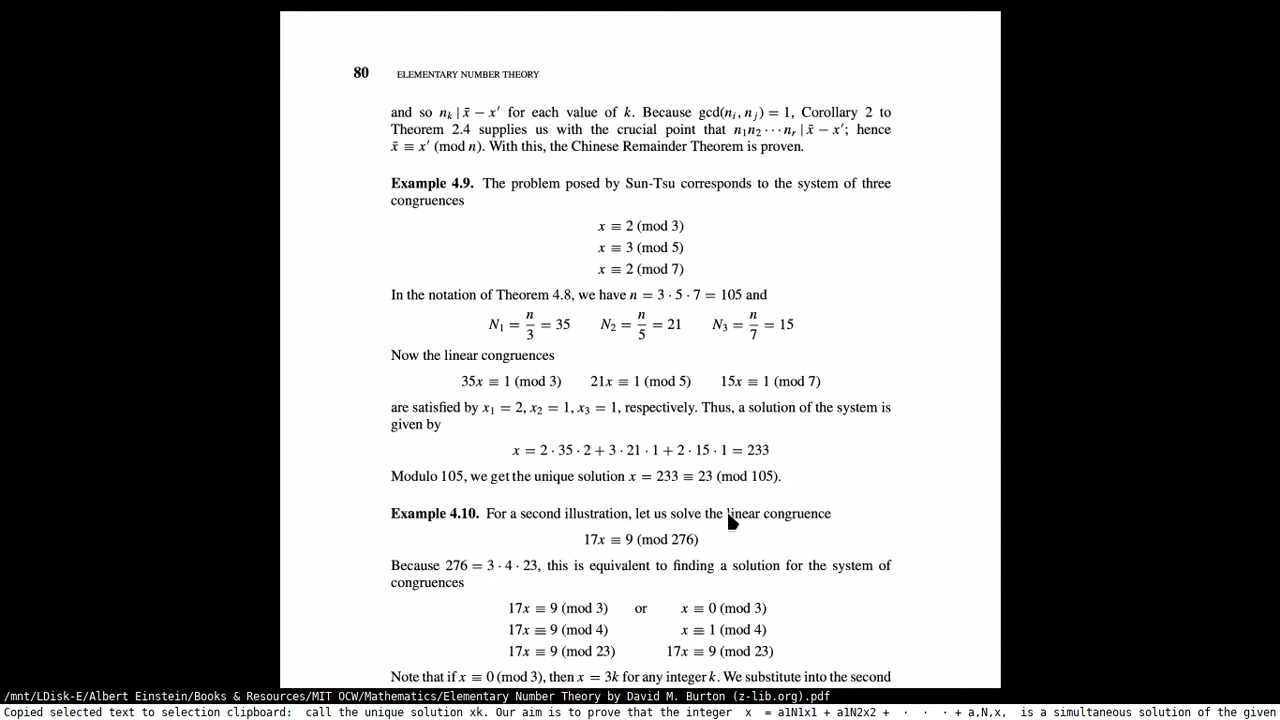 80 ELEMENTARY NUMBER THEORY
and so nₖ | x̄ − x′ for each value of k. Because gcd(nᵢ, nⱼ) = 1, Corollary 2 to
Theorem 2.4 supplies us with the crucial point that n₁n₂ ··· nᵣ | x̄ − x′; hence
x̄ ≡ x′ (mod n). With this, the Chinese Remainder Theorem is proven.
Example 4.9. The problem posed by Sun-Tsu corresponds to the system of three
congruences
x ≡ 2 (mod 3)
x ≡ 3 (mod 5)
x ≡ 2 (mod 7)
In the notation of Theorem 4.8, we have n = 3 · 5 · 7 = 105 and
N₁ = n/3 = 35 N₂ = n/5 = 21 N₃ = n/7 = 15
Now the linear congruences
35x ≡ 1 (mod 3) 21x ≡ 1 (mod 5) 15x ≡ 1 (mod 7)
are satisfied by x₁ = 2, x₂ = 1, x₃ = 1, respectively. Thus, a solution of the system is
given by
x = 2 · 35 · 2 + 3 · 21 · 1 + 2 · 15 · 1 = 233
Modulo 105, we get the unique solution x = 233 ≡ 23 (mod 105).
Example 4.10. For a second illustration, let us solve the linear congruence
17x ≡ 9 (mod 276)
Because 276 = 3 · 4 · 23, this is equivalent to finding a solution for the system of
congruences
17x ≡ 9 (mod 3) or x ≡ 0 (mod 3)
17x ≡ 9 (mod 4) x ≡ 1 (mod 4)
17x ≡ 9 (mod 23) 17x ≡ 9 (mod 23)
Note that if x ≡ 0 (mod 3), then x = 3k for any integer k. We substitute into the second
/mnt/LDisk-E/Albert Einstein/Books & Resources/MIT OCW/Mathematics/Elementary Number Theory by David M. Burton (z-lib.org).pdf
Copied selected text to selection clipboard: call the unique solution xk. Our aim is to prove that the integer x = a1N1x1 + a1N2x2 + · · · + a,N,x, is a simultaneous solution of the given